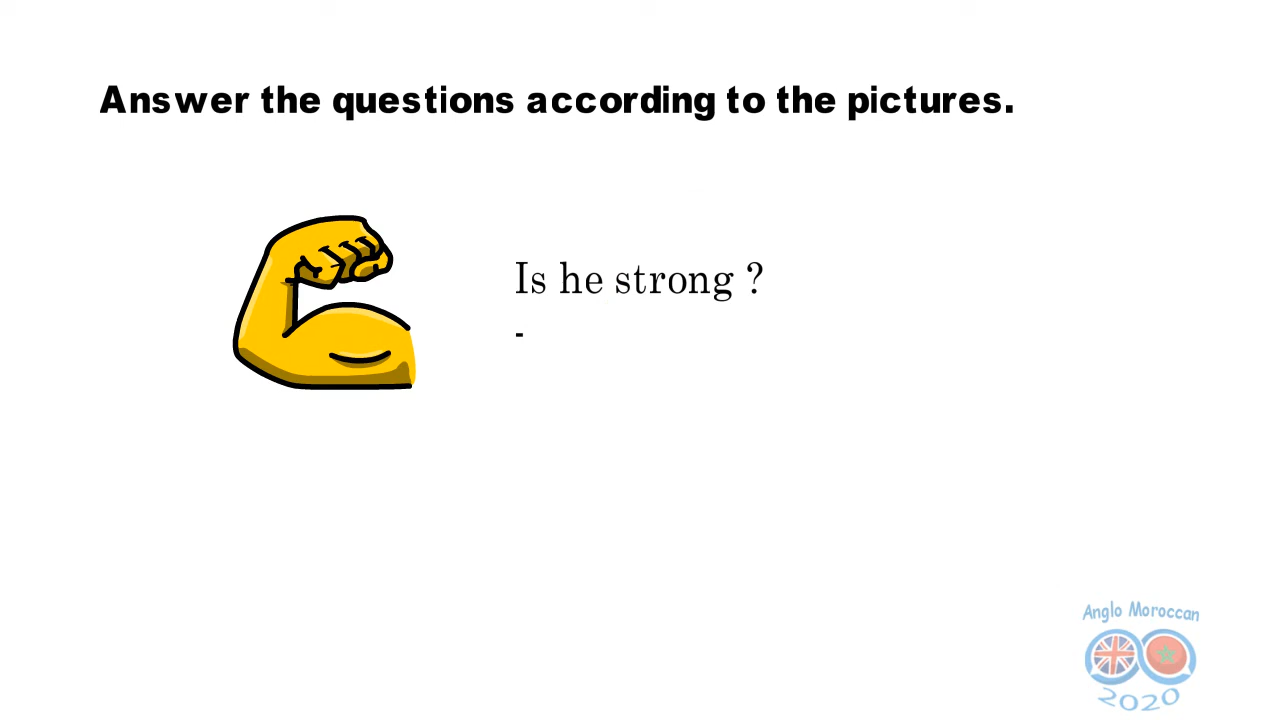 Answer the questions according to the pictures.
Is he strong ?
-
Anglo Moroccan
2020